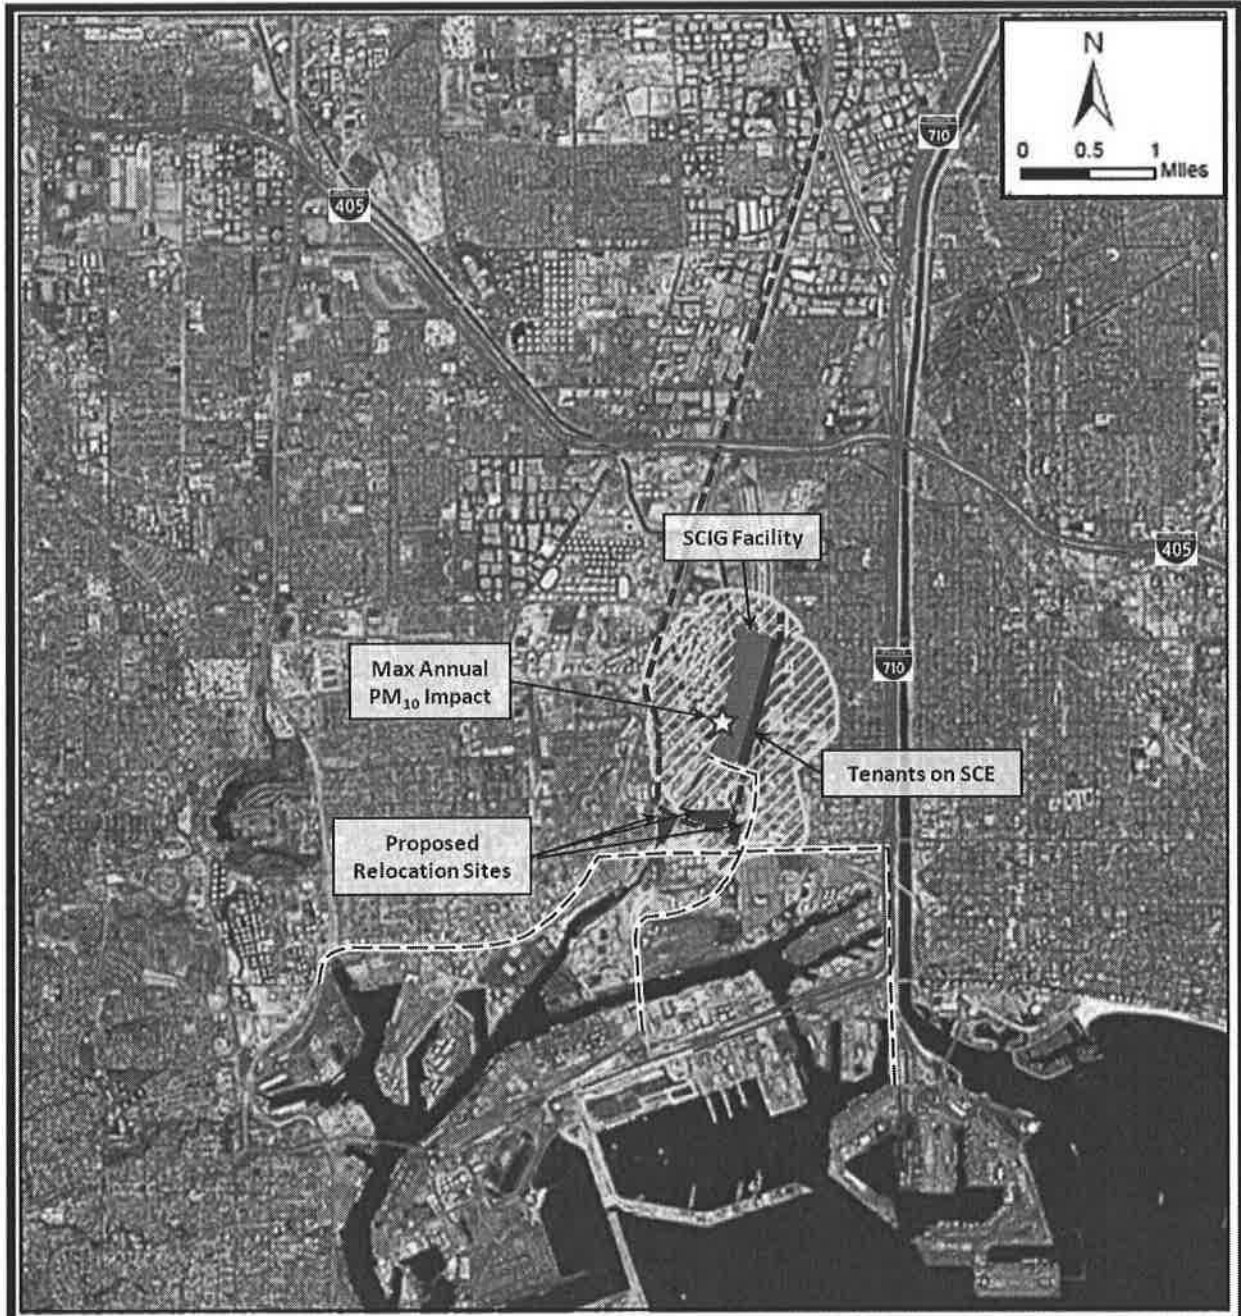 N
0 0.5 1
Miles
710
405
SCIG Facility
405
710
Max Annual
PM₁₀ Impact
Tenants on SCE
Proposed
Relocation Sites